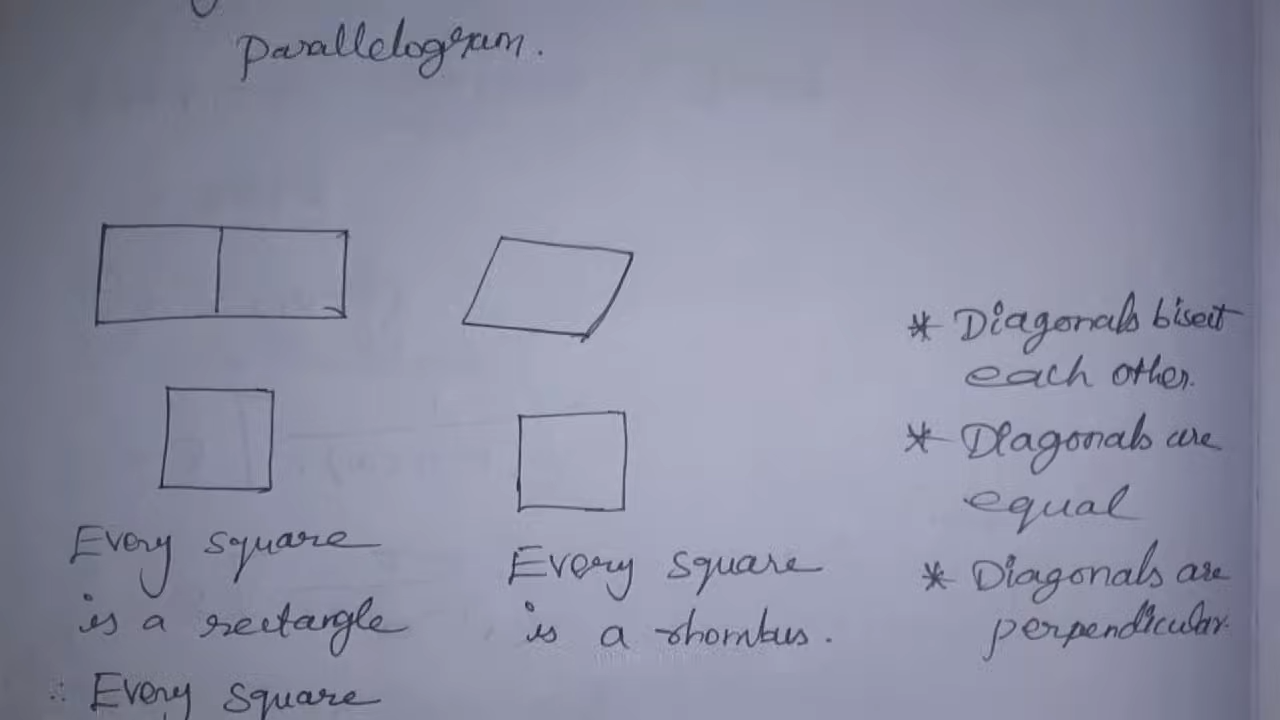 parallelogram.
Every square
is a rectangle
∴ Every square
Every square
is a rhombus.
* Diagonals bisect
each other.
* Diagonals are
equal
* Diagonals are
perpendicular.